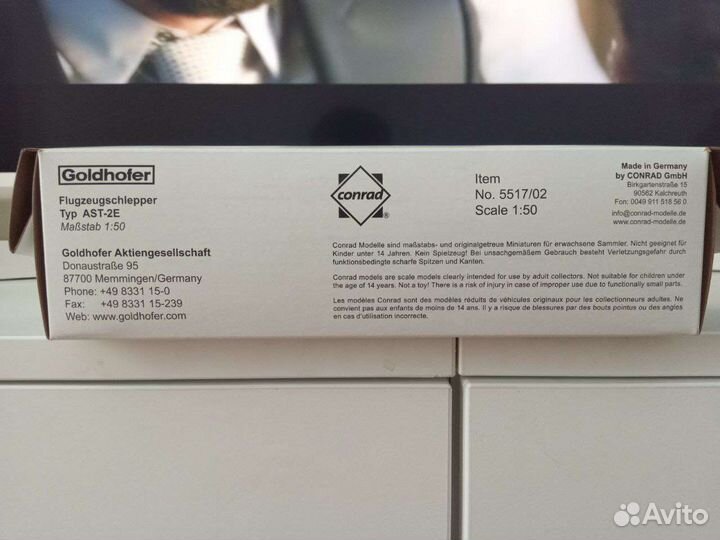 Goldhofer
Flugzeugschlepper
Typ AST-2E
Maßstab 1:50
Goldhofer Aktiengesellschaft
Donaustraße 95
87700 Memmingen/Germany
Phone: +49 8331 15-0
Fax: +49 8331 15-239
Web: www.goldhofer.com
conrad
Item
No. 5517/02
Scale 1:50
Made in Germany
by CONRAD GmbH
Birkgartenstraße 15
90562 Kalchreuth
Fon: 0049 911 518 56 0
info@conrad-modelle.de
www.conrad-modelle.de
Conrad Modelle sind maßstabs- und originalgetreue Miniaturen für erwachsene Sammler. Nicht geeignet für
Kinder unter 14 Jahren. Kein Spielzeug! Bei unsachgemäßem Gebrauch besteht Verletzungsgefahr durch
funktionsbedingte scharfe Spitzen und Kanten.
Conrad models are scale models clearly intended for use by adult collectors. Not suitable for children under
the age of 14 years. Not a toy! There is a risk of injury in case of improper use due to functionally small parts.
Les modèles Conrad sont des modèles réduits de véhicules originaux pour les collectionneurs adultes. Ne
convient pas aux enfants de moins de 14 ans. Il y a risque de blessures par des bouts pointus ou des angles
en cas d'utilisation incorrecte.
Avito